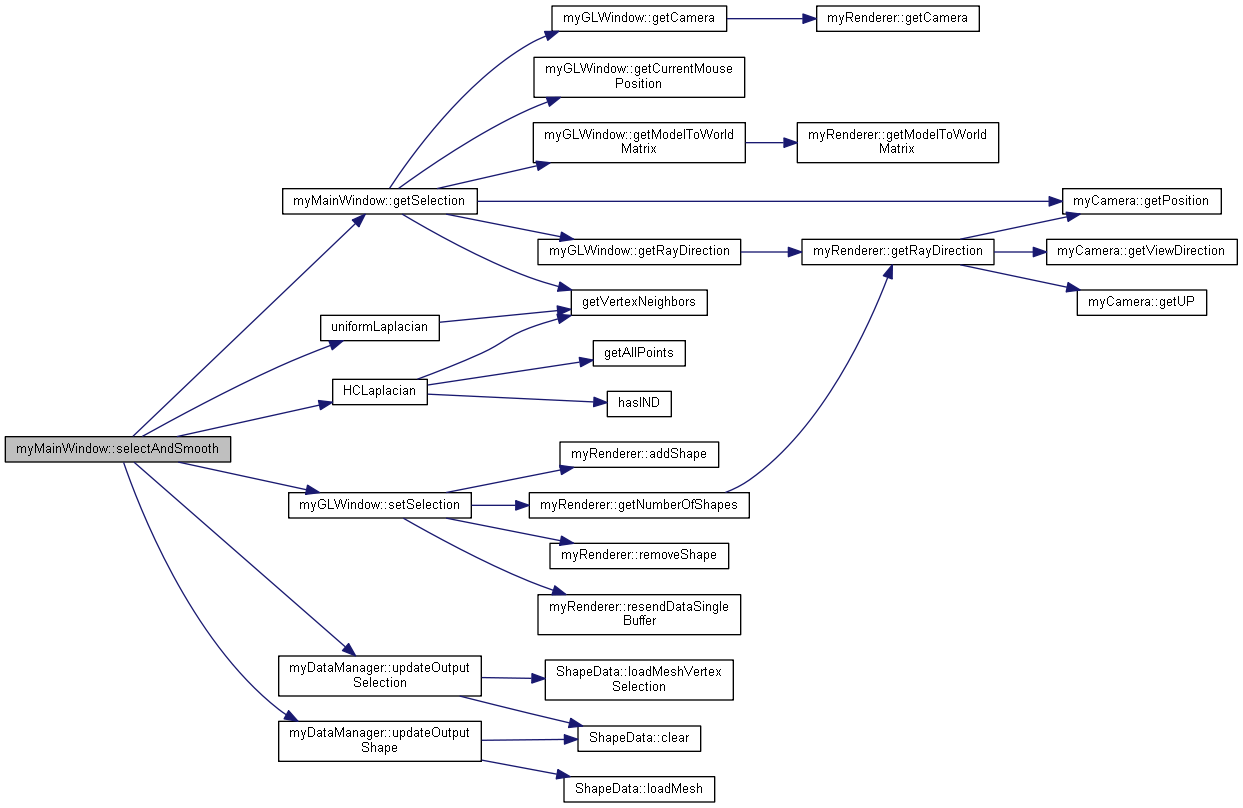 myGLWindow::getCamera
myRenderer::getCamera
myGLWindow::getCurrentMouse
Position
myGLWindow::getModelToWorld
Matrix
myRenderer::getModelToWorld
Matrix
myMainWindow::getSelection
myCamera::getPosition
myGLWindow::getRayDirection
myRenderer::getRayDirection
myCamera::getViewDirection
getVertexNeighbors
myCamera::getUP
uniformLaplacian
getAllPoints
HCLaplacian
hasIND
myMainWindow::selectAndSmooth
myRenderer::addShape
myGLWindow::setSelection
myRenderer::getNumberOfShapes
myRenderer::removeShape
myRenderer::resendDataSingle
Buffer
myDataManager::updateOutput
Selection
ShapeData::loadMeshVertex
Selection
myDataManager::updateOutput
Shape
ShapeData::clear
ShapeData::loadMesh